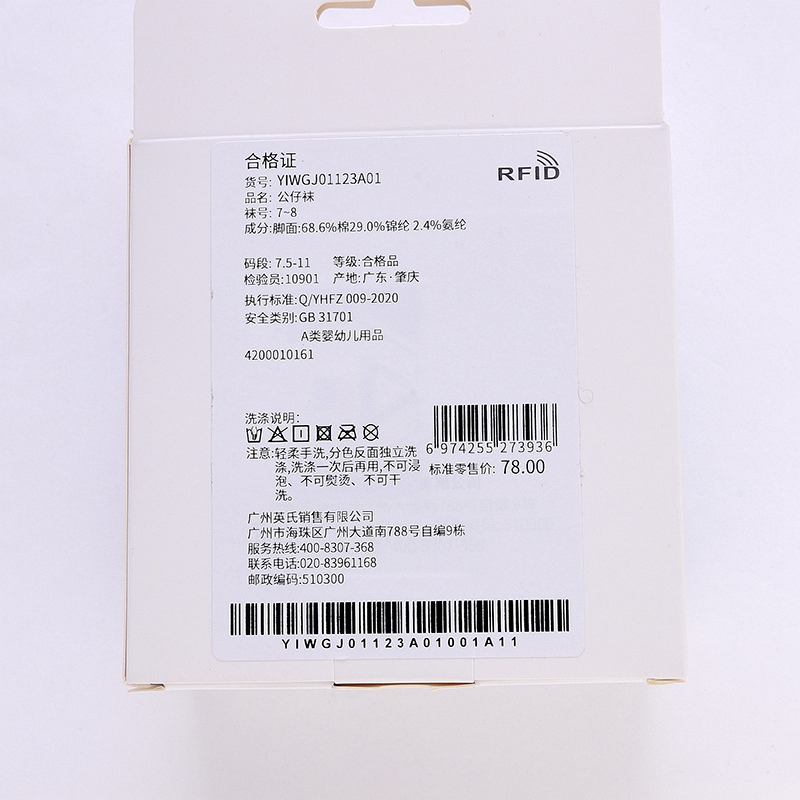 合格证
RFID
货号: YIWGJ01123A01
品名: 公仔袜
袜号: 7~8
成分:脚面:68.6%棉29.0%锦纶 2.4%氨纶
码段: 7.5-11 等级:合格品
检验员:10901 产地:广东·肇庆
执行标准:Q/YHFZ 009-2020
安全类别:GB 31701
A类婴幼儿用品
4200010161
洗涤说明:
注意:轻柔手洗,分色反面独立洗
涤,洗涤一次后再用,不可浸
泡、不可熨烫、不可干
洗。
6 974255 273936
标准零售价: 78.00
广州英氏销售有限公司
广州市海珠区广州大道南788号自编9栋
服务热线:400-8307-368
联系电话:020-83961168
邮政编码:510300
YIWGJ01123A01001A11